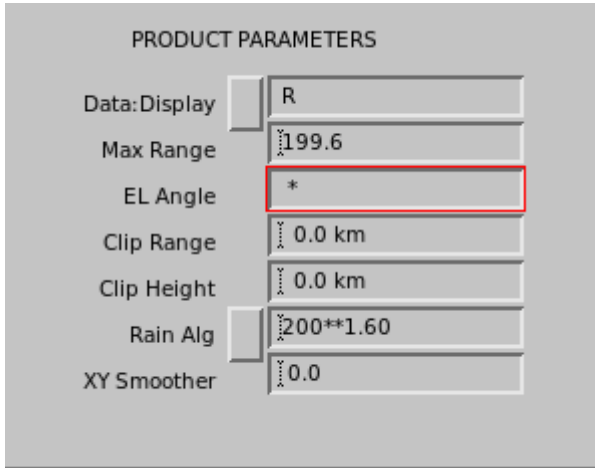 PRODUCT PARAMETERS
Data:Display R
Max Range 199.6
EL Angle *
Clip Range 0.0 km
Clip Height 0.0 km
Rain Alg 200**1.60
XY Smoother 0.0